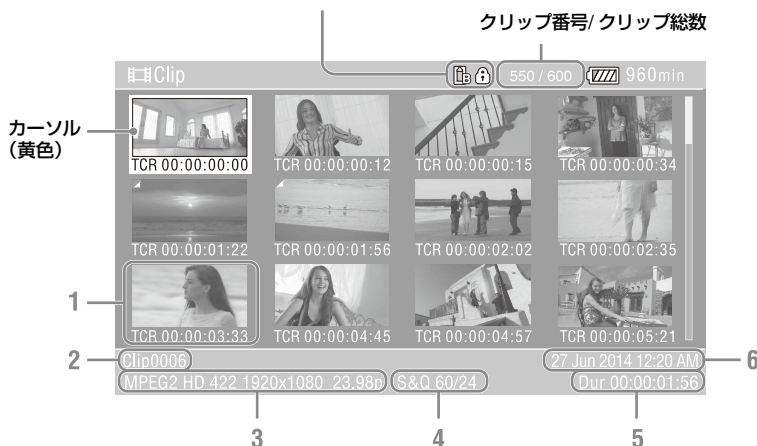 クリップ番号/ クリップ総数
Clip
B
550 / 600
960min
カーソル
（黄色）
TCR 00:00:00:00
TCR 00:00:00:12
TCR 00:00:00:15
TCR 00:00:00:34
TCR 00:00:01:22
TCR 00:00:01:56
TCR 00:00:02:02
TCR 00:00:02:35
1
TCR 00:00:03:33
TCR 00:00:04:45
TCR 00:00:04:57
TCR 00:00:05:21
2
Clip0006
27 Jun 2014 12:20 AM
6
MPEG2 HD 422 1920x1080 23.98p
S&Q 60/24
Dur 00:00:01:56
3
4
5